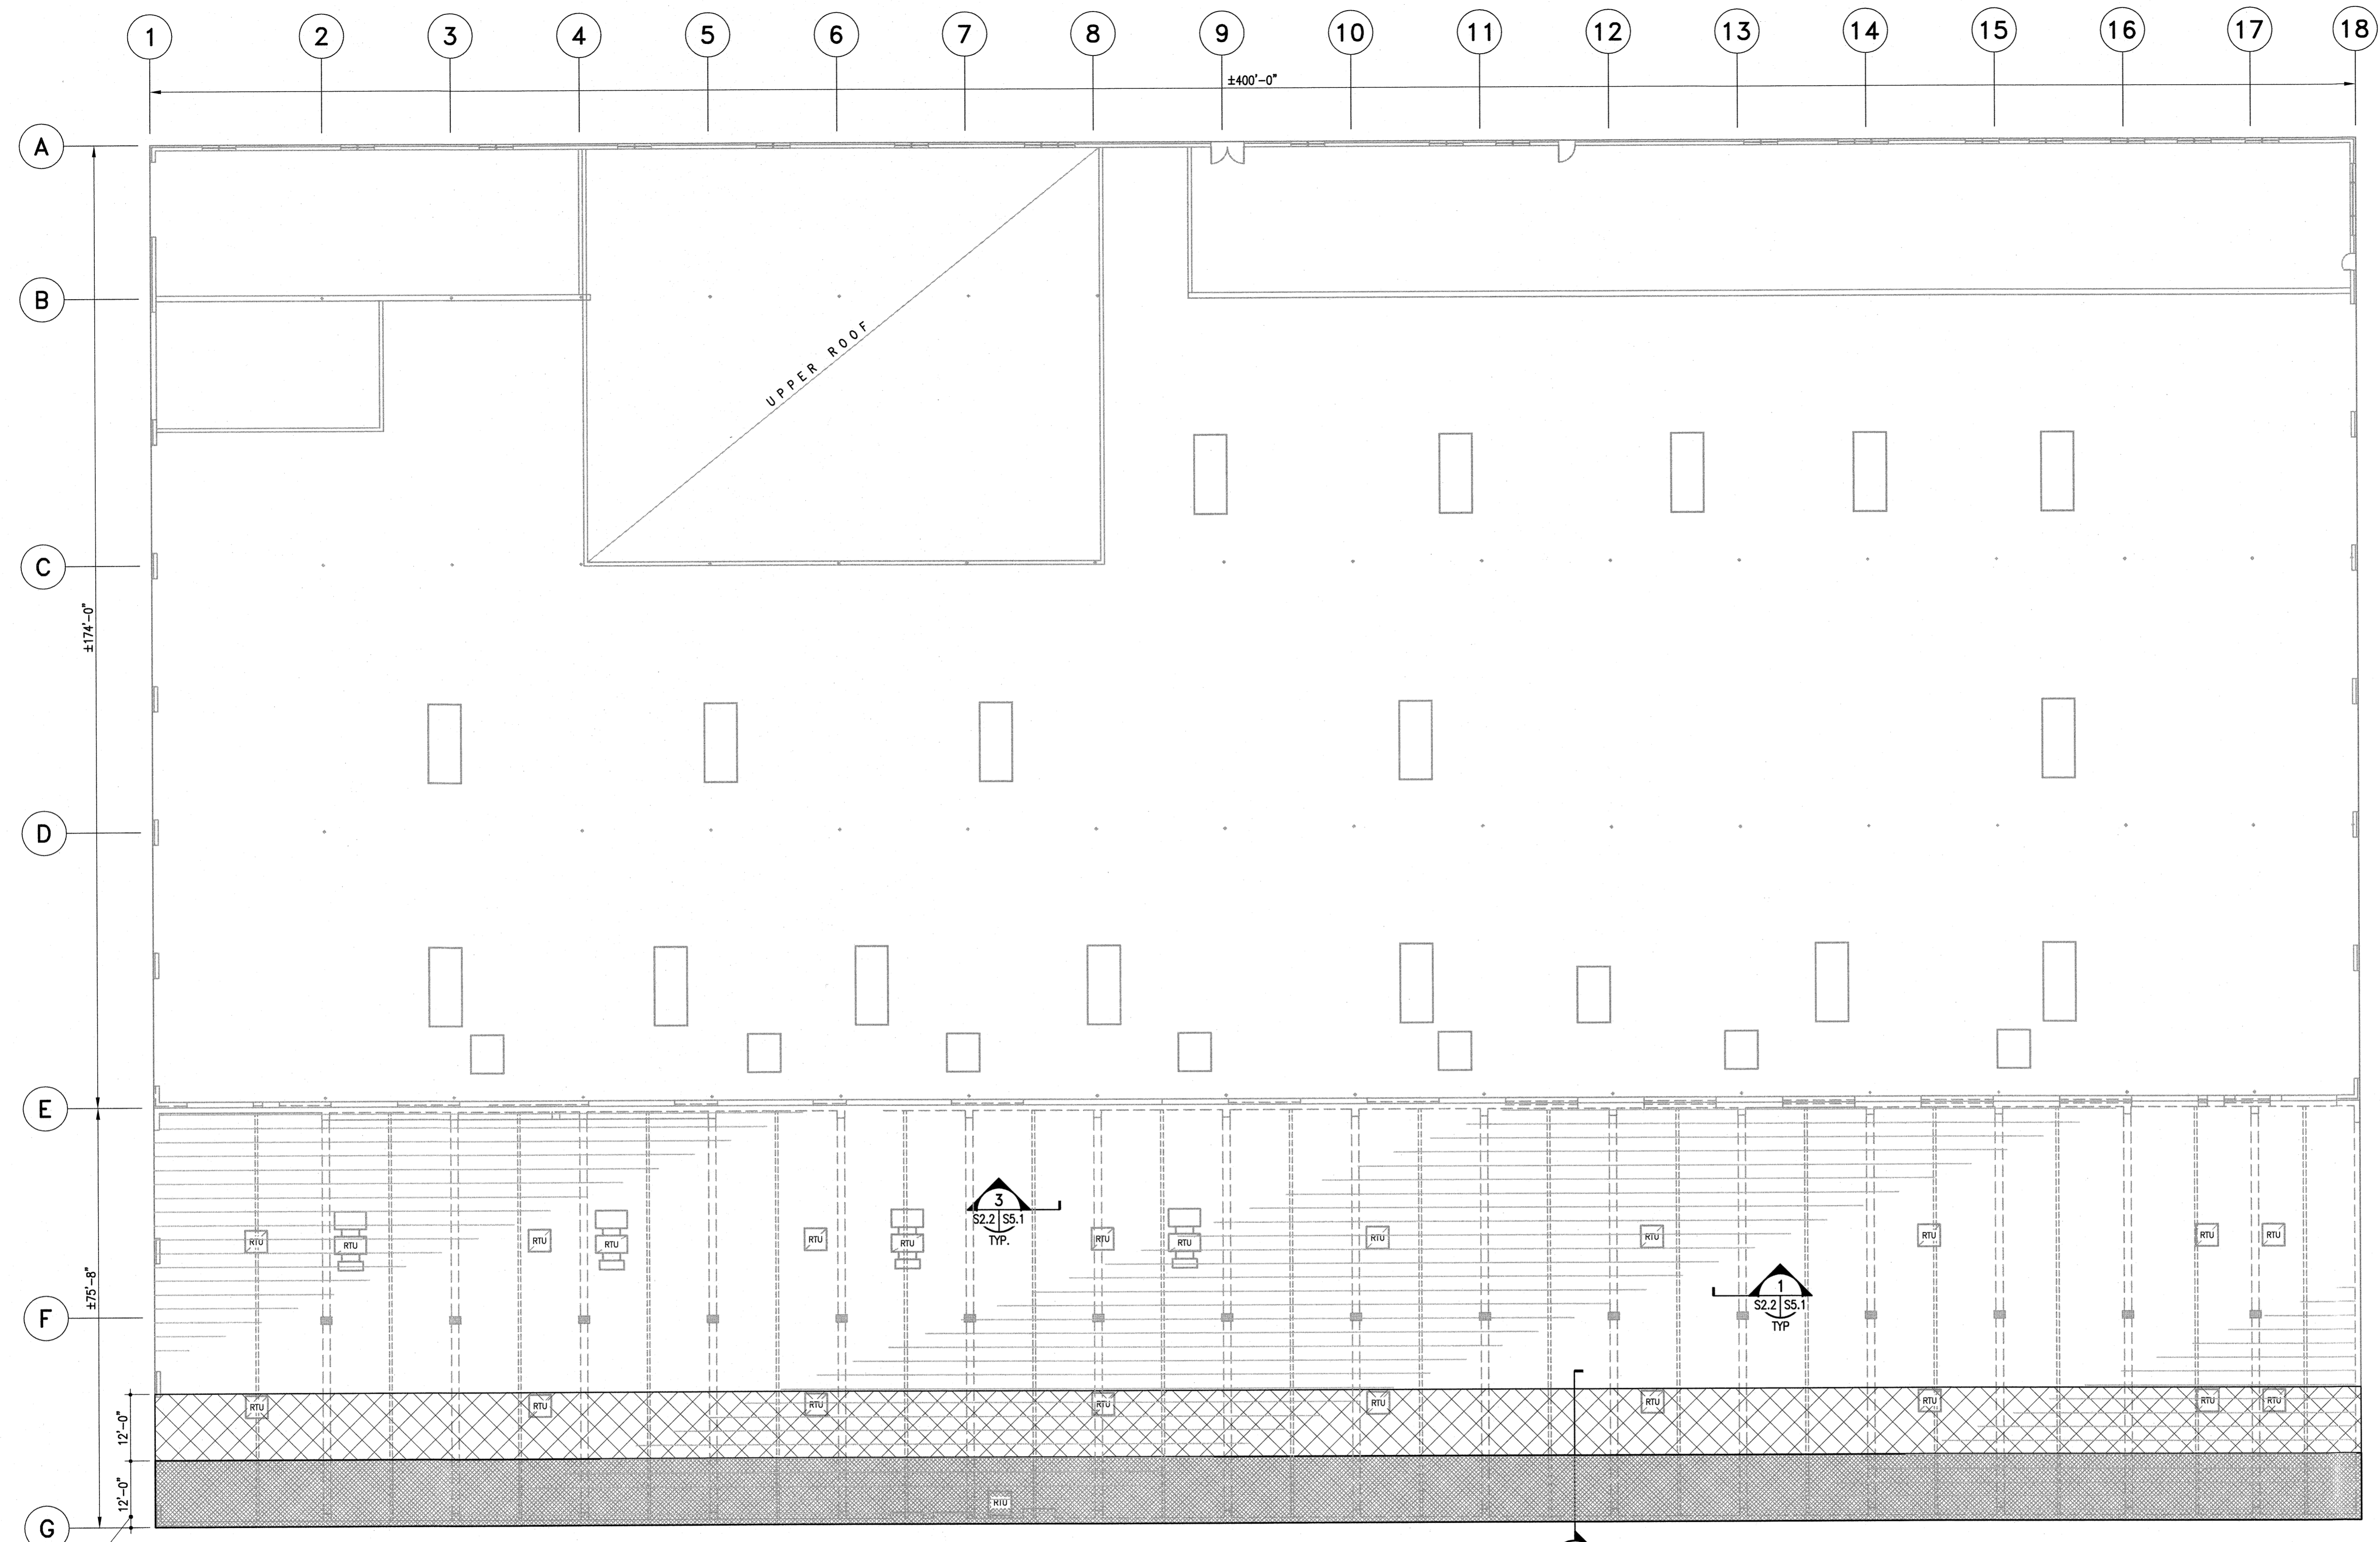 1 2 3 4 5 6 7 8 9 10 11 12 13 14 15 16 17 18
±400'-0"
A
B
UPPER ROOF
C
±174'-0"
D
E
3
S2.2 S5.1
TYP.
RTU RTU RTU RTU RTU RTU RTU RTU RTU RTU RTU RTU RTU
±75'-8"
1
S2.2 S5.1
TYP
F
RTU RTU RTU RTU RTU RTU RTU RTU RTU
12'-0"
12'-0"
RTU
G